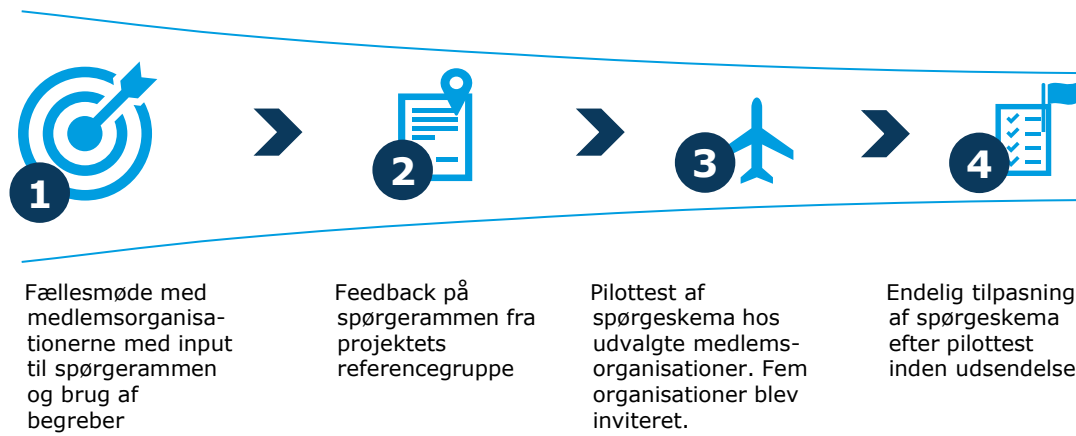 1
2
3
4
Fællesmøde med
medlemsorganisa-
tionerne med input
til spørgerammen
og brug af
begreber
Feedback på
spørgerammen fra
projektets
referencegruppe
Pilottest af
spørgeskema hos
udvalgte medlems-
organisationer. Fem
organisationer blev
inviteret.
Endelig tilpasning
af spørgeskema
efter pilottest
inden udsendelse